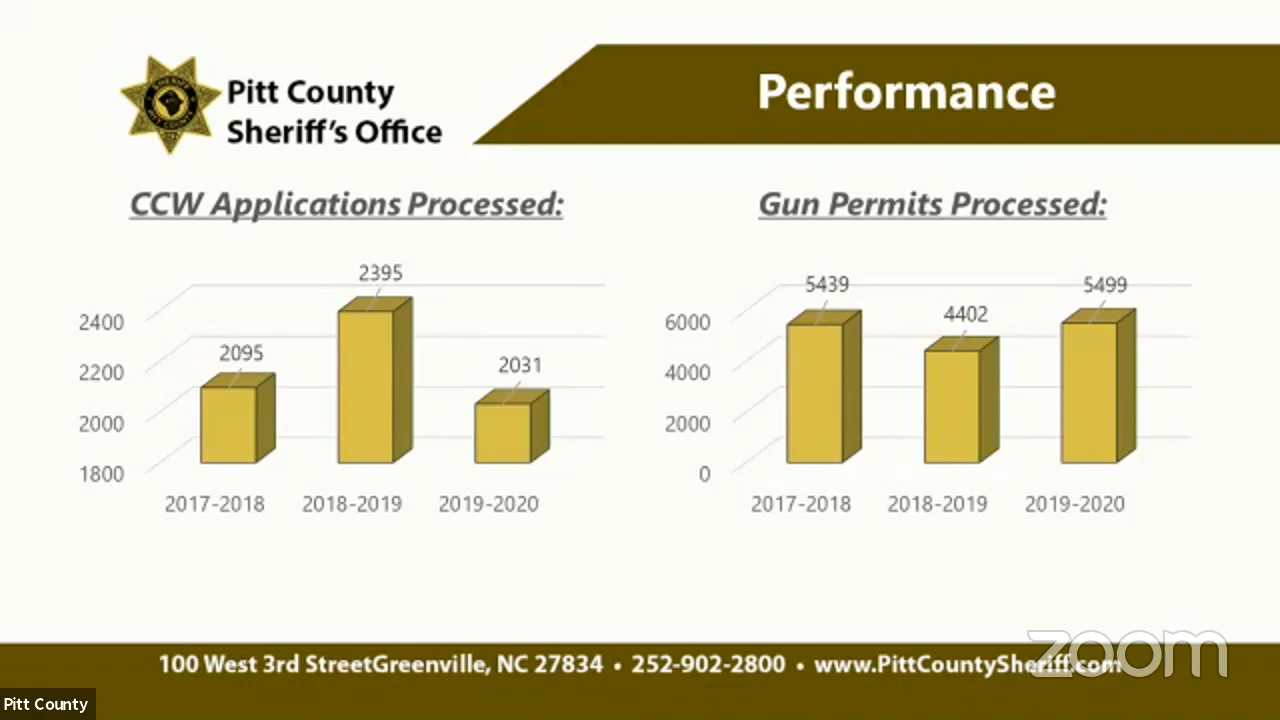 Pitt County
Sheriff's Office
Performance
CCW Applications Processed:
2395
2095
2031
2400
2200
2000
1800
2017-2018 2018-2019 2019-2020
Gun Permits Processed:
5439
4402
5499
6000
4000
2000
0
2017-2018 2018-2019 2019-2020
100 West 3rd StreetGreenville, NC 27834 • 252-902-2800 • www.PittCountySheriff.com
zoom
Pitt County